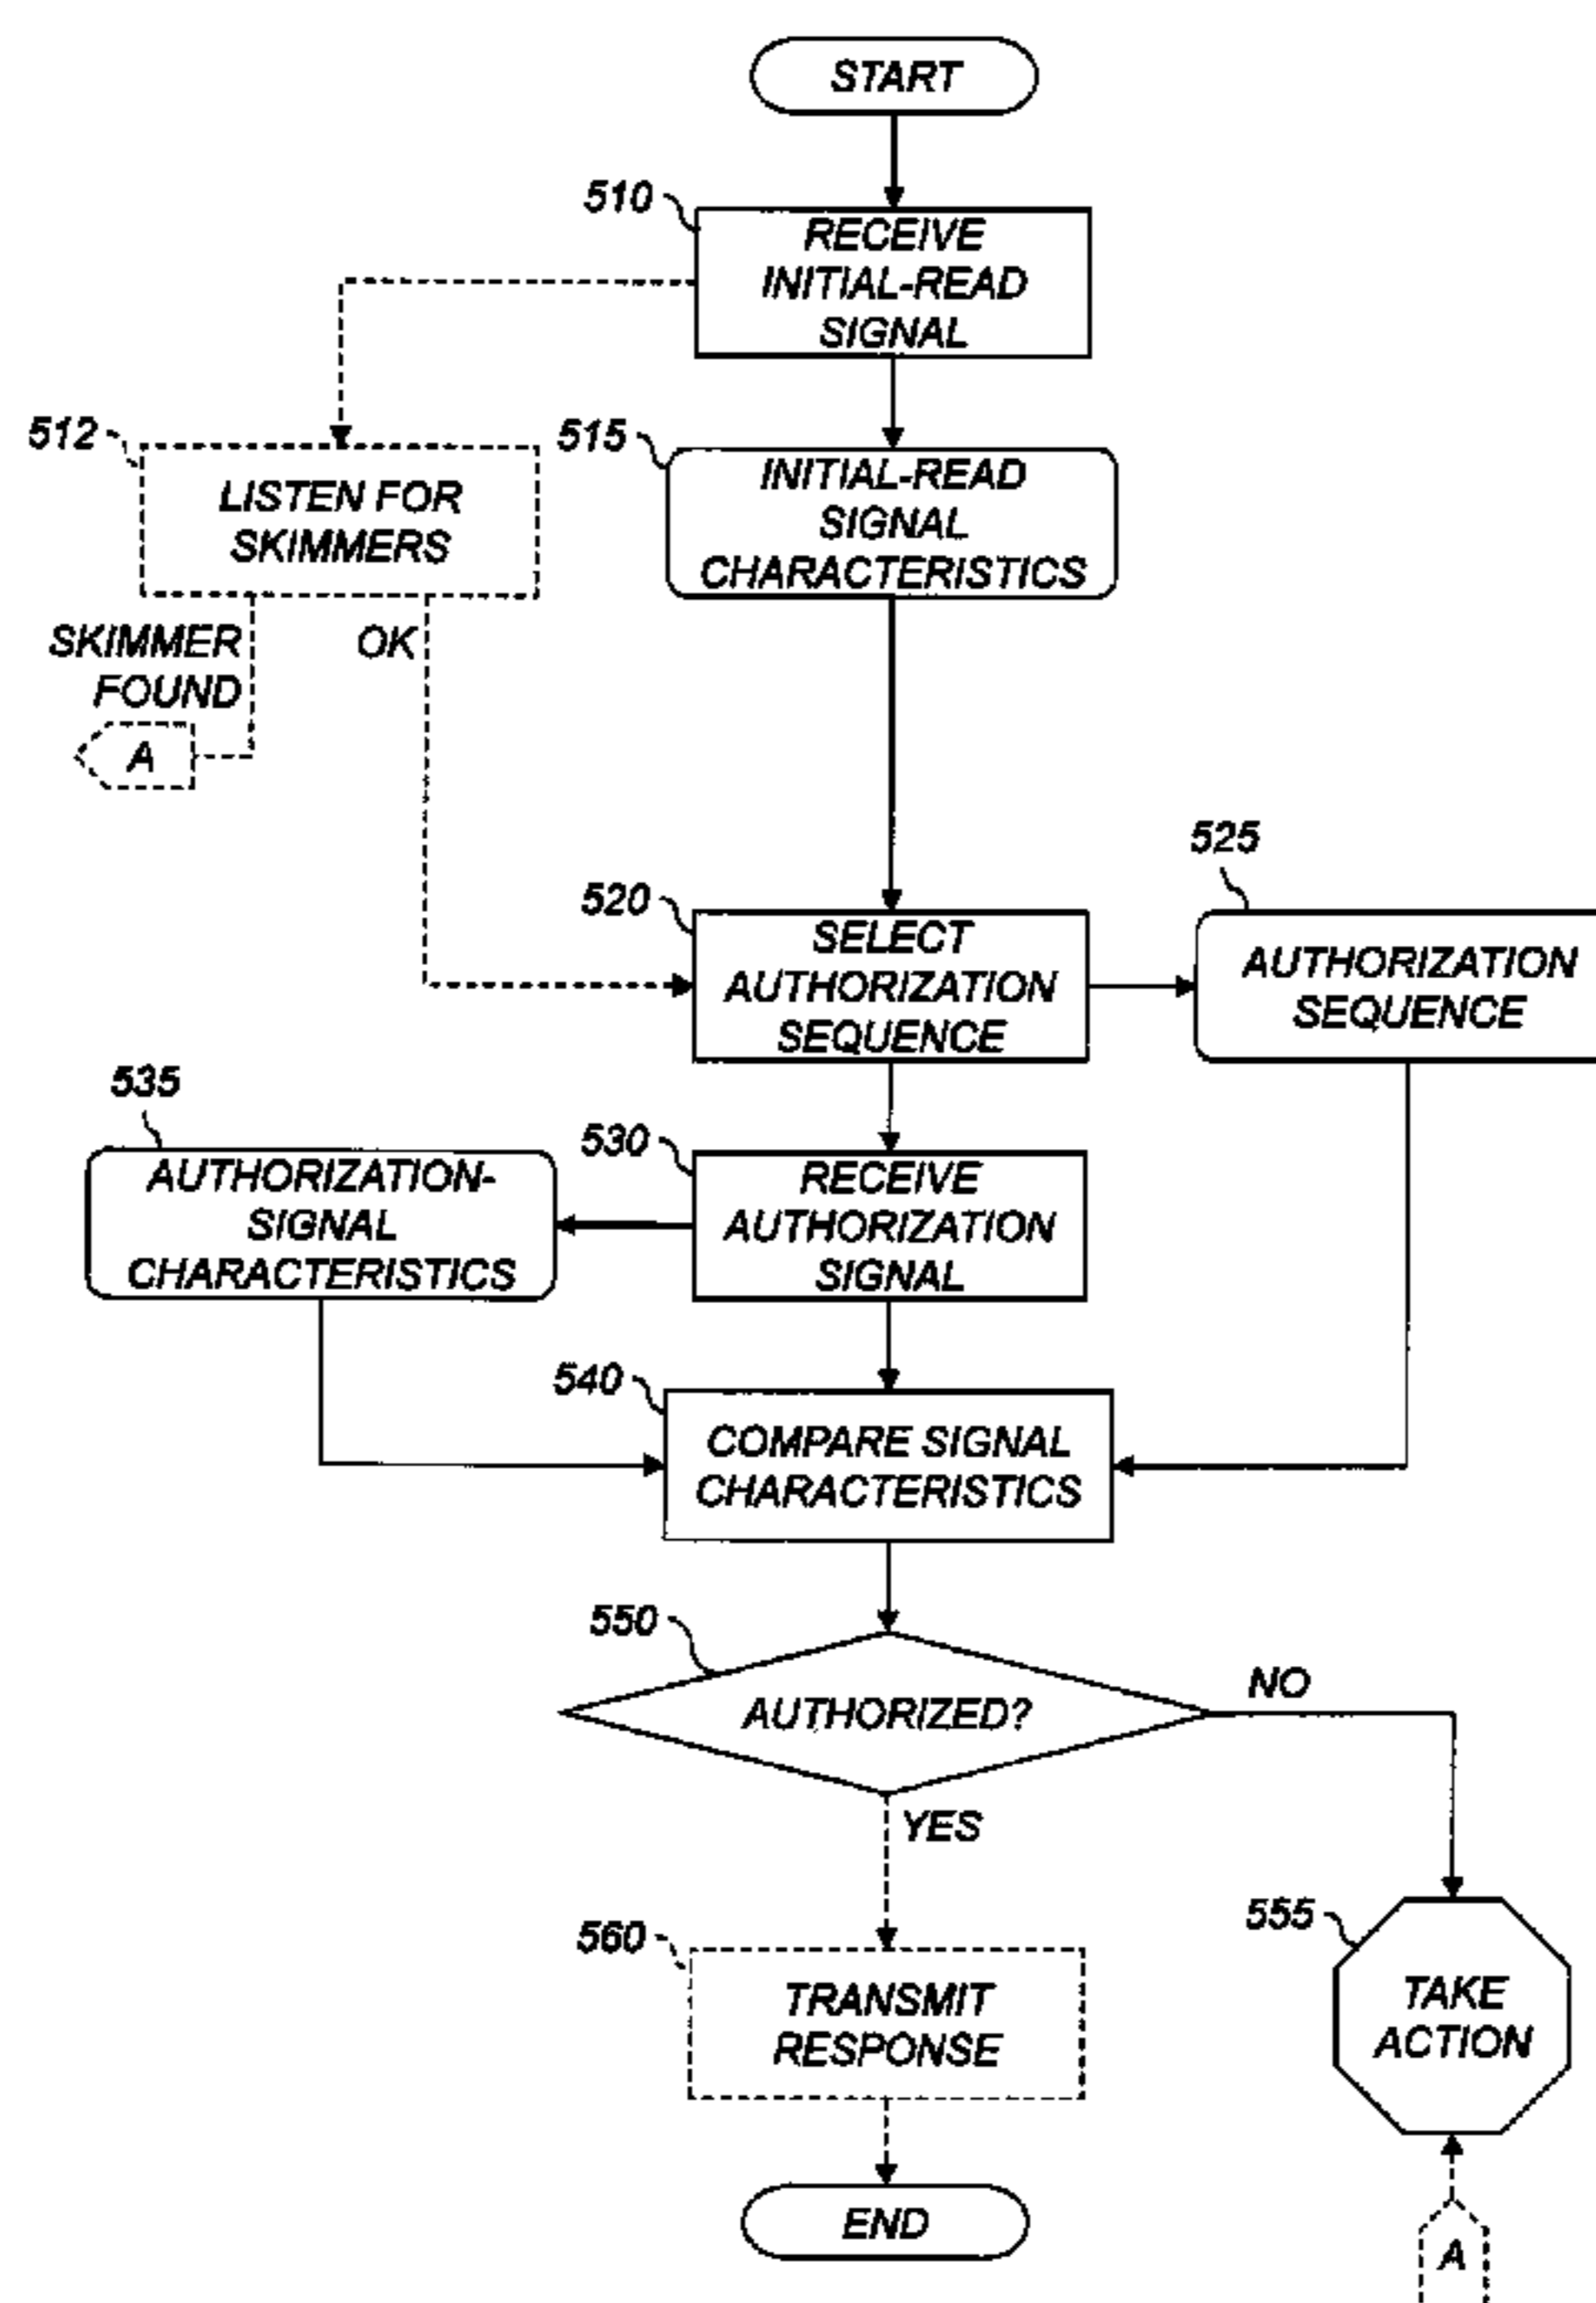 START
510
RECEIVE
INITIAL-READ
SIGNAL
512
LISTEN FOR
SKIMMERS
515
INITIAL-READ
SIGNAL
CHARACTERISTICS
SKIMMER
FOUND
OK
A
520
SELECT
AUTHORIZATION
SEQUENCE
525
AUTHORIZATION
SEQUENCE
535
AUTHORIZATION-
SIGNAL
CHARACTERISTICS
530
RECEIVE
AUTHORIZATION
SIGNAL
540
COMPARE SIGNAL
CHARACTERISTICS
550
AUTHORIZED?
NO
YES
560
TRANSMIT
RESPONSE
555
TAKE
ACTION
END
A